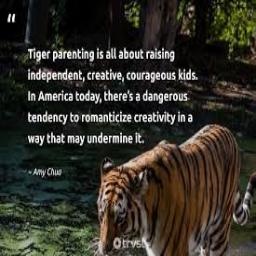 “
Tiger parenting is all about raising
independent, creative, courageous kids.
In America today, there's a dangerous
tendency to romanticize creativity in a
way that may undermine it.
~ Amy Chua
tryst